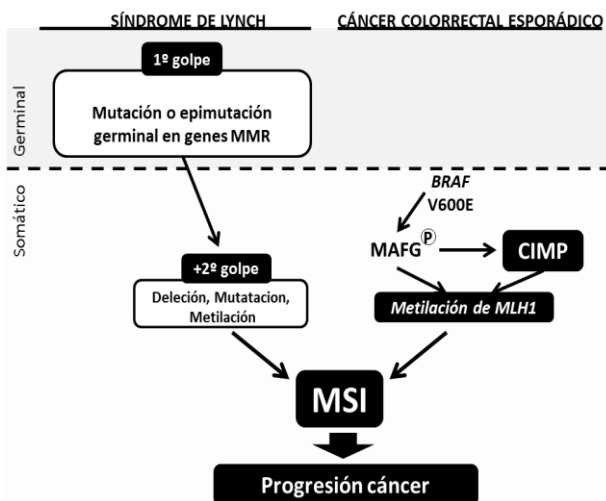 SÍNDROME DE LYNCH
CÁNCER COLORRECTAL ESPORÁDICO
Germinal
1º golpe
Mutación o epimutación
germinal en genes MMR
Somático
BRAF
V600E
MAFG
P
CIMP
+2º golpe
Deleción, Mutatacion,
Metilación
Metilación de MLH1
MSI
Progresión cáncer